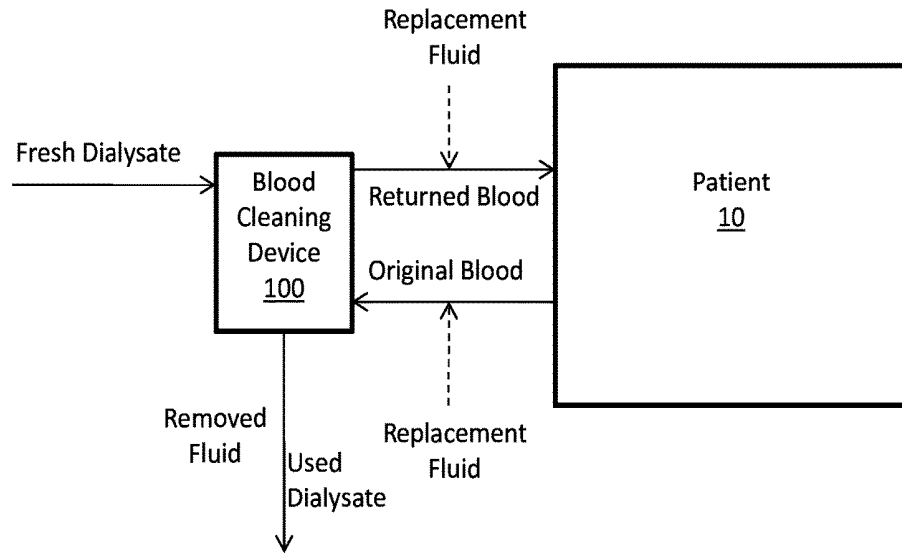 Replacement
Fluid
Fresh Dialysate
Blood
Cleaning
Device
100
Returned Blood
Original Blood
Patient
10
Removed
Fluid
Used
Dialysate
Replacement
Fluid